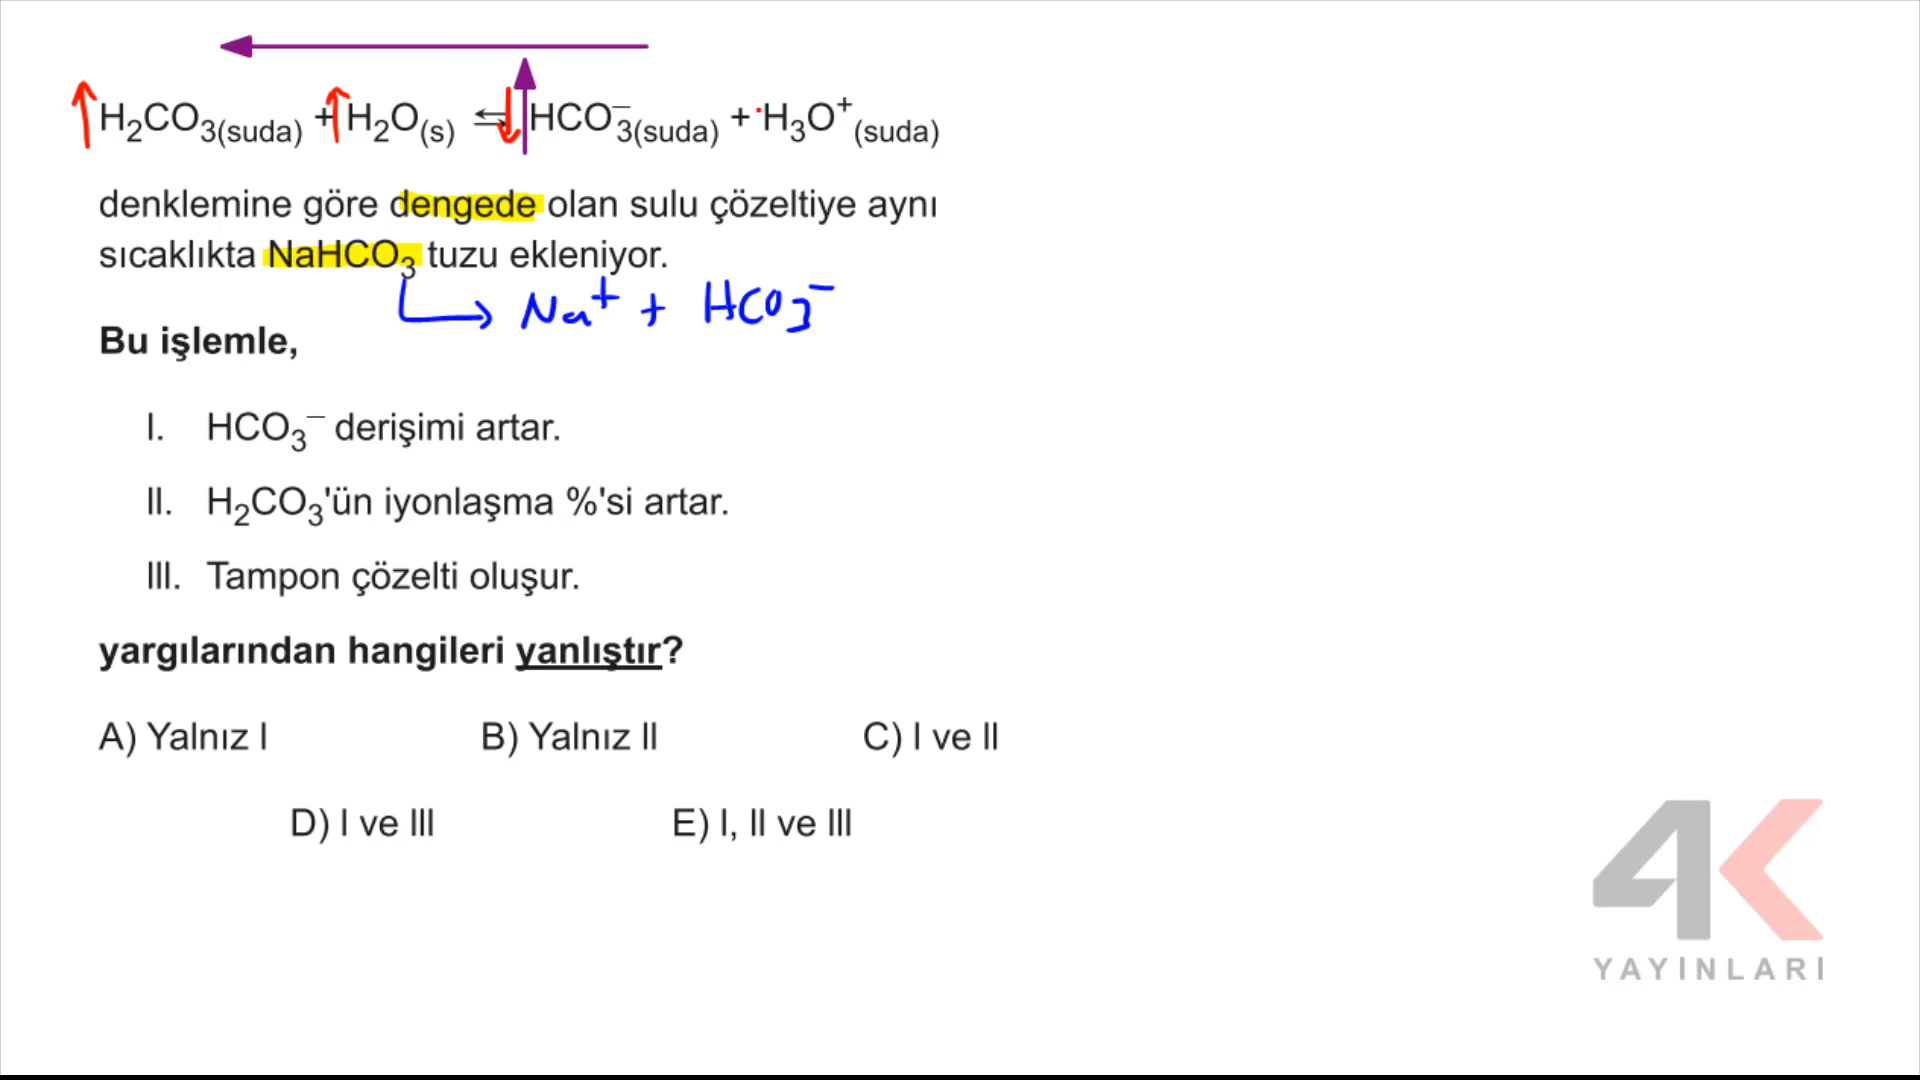 H₂CO₃(suda) + H₂O(s) ⇆ HCO₃⁻(suda) + H₃O⁺(suda)
denklemine göre dengede olan sulu çözeltiye aynı
sıcaklıkta NaHCO₃ tuzu ekleniyor.
Na⁺ + HCO₃⁻
Bu işlemle,
I. HCO₃⁻ derişimi artar.
II. H₂CO₃'ün iyonlaşma %'si artar.
III. Tampon çözelti oluşur.
yargılarından hangileri yanlıştır?
A) Yalnız I B) Yalnız II C) I ve II
D) I ve III E) I, II ve III
4K
YAYINLARI